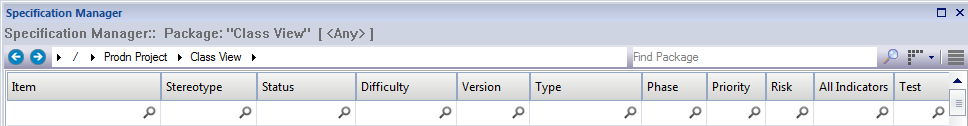 Specification Manager
Specification Manager:: Package: "Class View" [ <Any> ]
/ Prodn Project Class View Find Package
Item Stereotype Status Difficulty Version Type Phase Priority Risk All Indicators Test